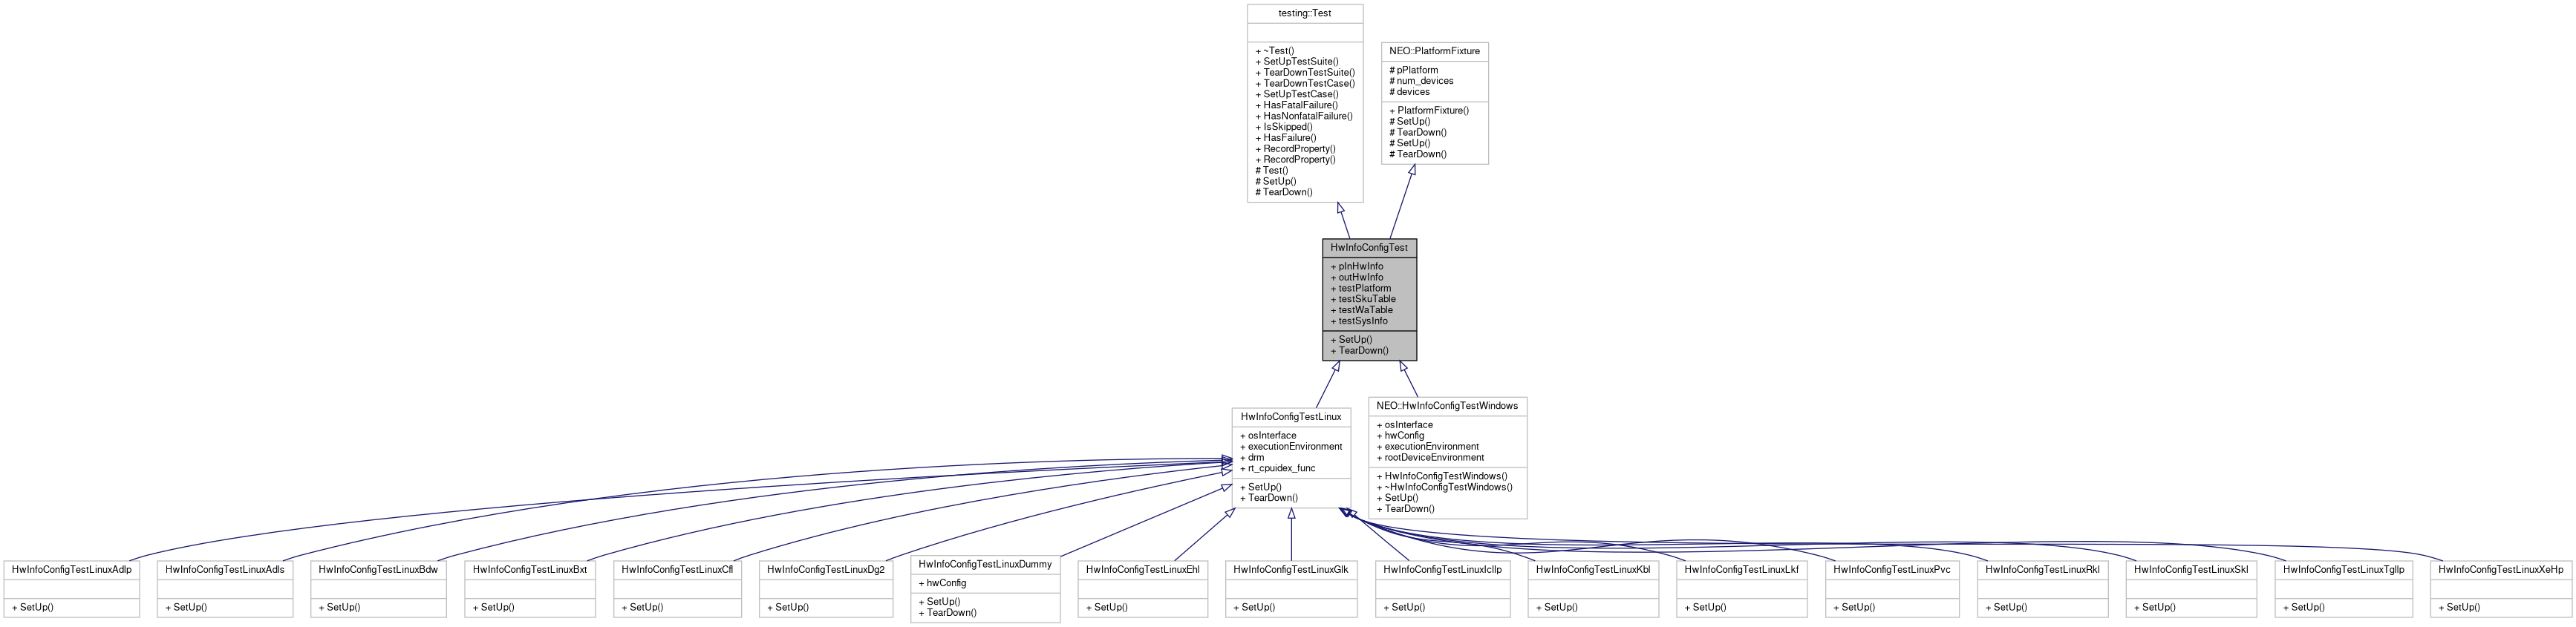 testing::Test
+ ~Test()
+ SetUpTestSuite()
+ TearDownTestSuite()
+ TearDownTestCase()
+ SetUpTestCase()
+ HasFatalFailure()
+ HasNonfatalFailure()
+ IsSkipped()
+ HasFailure()
+ RecordProperty()
+ RecordProperty()
# Test()
# SetUp()
# TearDown()
NEO::PlatformFixture
# pPlatform
# num_devices
# devices
+ PlatformFixture()
# SetUp()
# TearDown()
# SetUp()
# TearDown()
HwInfoConfigTest
+ pInHwInfo
+ outHwInfo
+ testPlatform
+ testSkuTable
+ testWaTable
+ testSysInfo
+ SetUp()
+ TearDown()
HwInfoConfigTestLinux
+ osInterface
+ executionEnvironment
+ drm
+ rt_cpuidex_func
+ SetUp()
+ TearDown()
NEO::HwInfoConfigTestWindows
+ osInterface
+ hwConfig
+ executionEnvironment
+ rootDeviceEnvironment
+ HwInfoConfigTestWindows()
+ ~HwInfoConfigTestWindows()
+ SetUp()
+ TearDown()
HwInfoConfigTestLinuxAdlp
+ SetUp()
HwInfoConfigTestLinuxAdls
+ SetUp()
HwInfoConfigTestLinuxBdw
+ SetUp()
HwInfoConfigTestLinuxBxt
+ SetUp()
HwInfoConfigTestLinuxCfl
+ SetUp()
HwInfoConfigTestLinuxDg2
+ SetUp()
HwInfoConfigTestLinuxDummy
+ hwConfig
+ SetUp()
+ TearDown()
HwInfoConfigTestLinuxEhl
+ SetUp()
HwInfoConfigTestLinuxGlk
+ SetUp()
HwInfoConfigTestLinuxIcllp
+ SetUp()
HwInfoConfigTestLinuxKbl
+ SetUp()
HwInfoConfigTestLinuxLkf
+ SetUp()
HwInfoConfigTestLinuxPvc
+ SetUp()
HwInfoConfigTestLinuxRkl
+ SetUp()
HwInfoConfigTestLinuxSkl
+ SetUp()
HwInfoConfigTestLinuxTgllp
+ SetUp()
HwInfoConfigTestLinuxXeHp
+ SetUp()